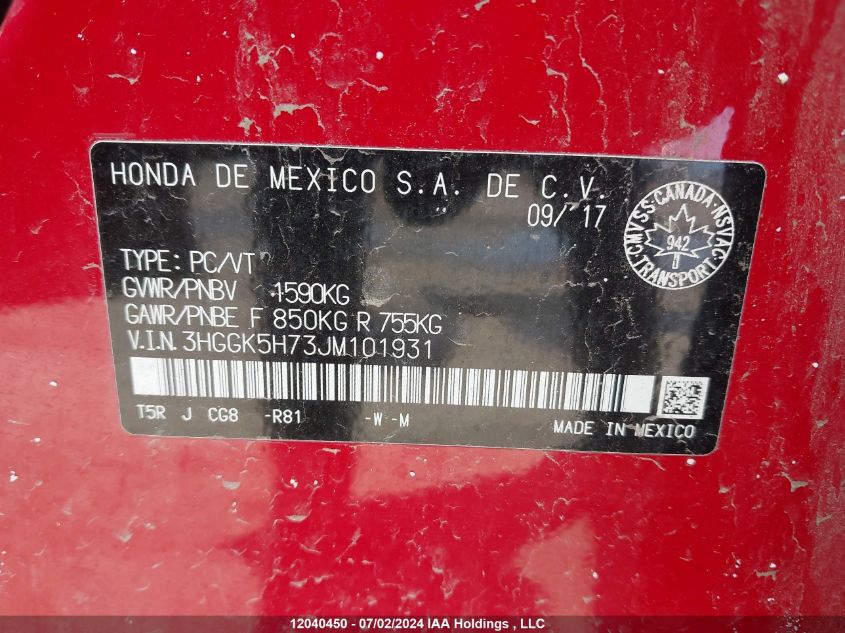 HONDA DE MEXICO S.A. DE C.V.
09/'17
CMVSS·CANADA·NSVAC·
942
TRANSPORT
TYPE: PC/VT
GVWR/PNBV 1590KG
GAWR/PNBE F 850KG R 755KG
V.I.N. 3HGGK5H73JM101931
T5R J CG8 -R81 -W -M
MADE IN MEXICO
12040450 - 07/02/2024 IAA Holdings , LLC